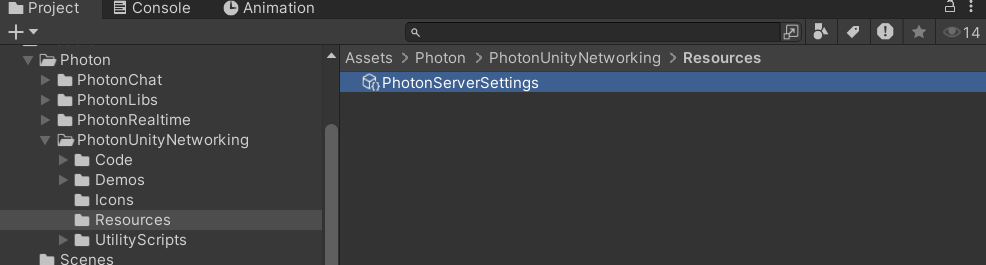 Project Console Animation
14
Photon
PhotonChat
PhotonLibs
PhotonRealtime
PhotonUnityNetworking
Code
Demos
Icons
Resources
UtilityScripts
Scenes
Assets > Photon > PhotonUnityNetworking > Resources
PhotonServerSettings